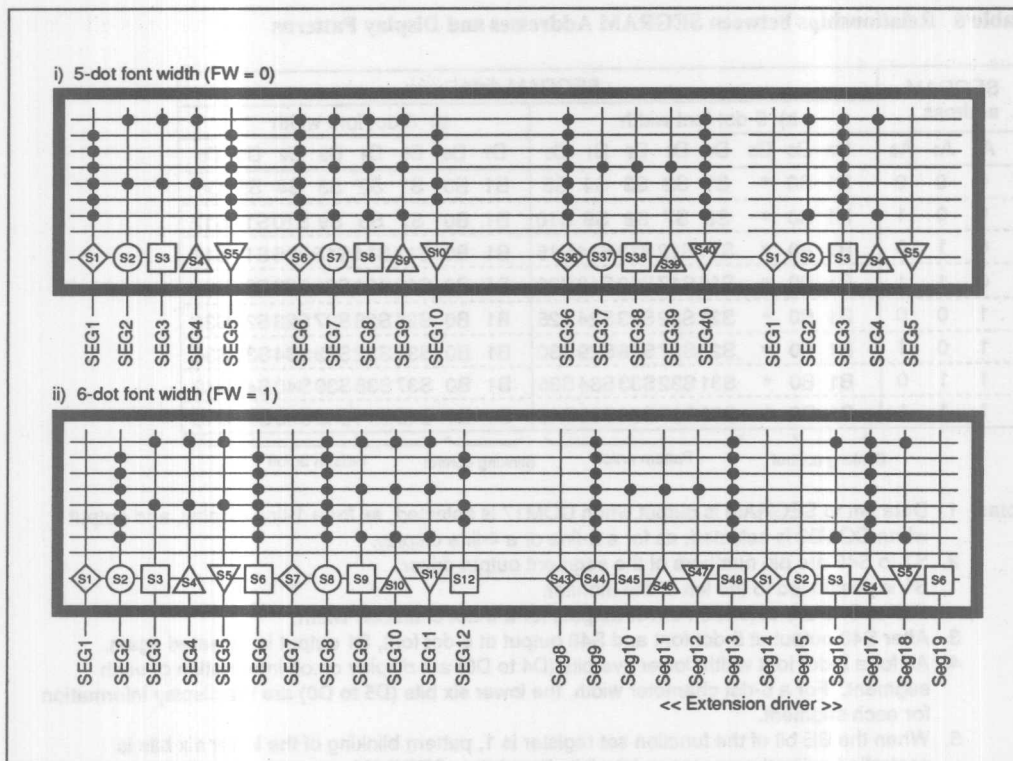 i) 5-dot font width (FW = 0)
S1 S2 S3 S4 S5 S6 S7 S8 S9 S10 S36 S37 S38 S39 S40 S1 S2 S3 S4 S5
SEG1 SEG2 SEG3 SEG4 SEG5 SEG6 SEG7 SEG8 SEG9 SEG10 SEG36 SEG37 SEG38 SEG39 SEG40 SEG1 SEG2 SEG3 SEG4 SEG5
ii) 6-dot font width (FW = 1)
S1 S2 S3 S4 S5 S6 S7 S8 S9 S10 S11 S12 S43 S44 S45 S46 S47 S48 S1 S2 S3 S4 S5 S6
SEG1 SEG2 SEG3 SEG4 SEG5 SEG6 SEG7 SEG8 SEG9 SEG10 SEG11 SEG12 Seg8 Seg9 Seg10 Seg11 Seg12 Seg13 Seg14 Seg15 Seg16 Seg17 Seg18 Seg19
<< Extension driver >>